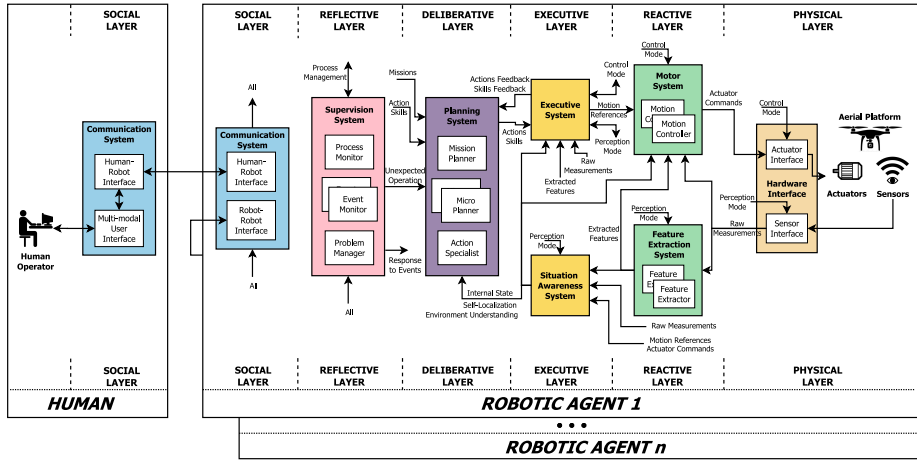 SOCIAL
LAYER
SOCIAL
LAYER
REFLECTIVE
LAYER
DELIBERATIVE
LAYER
EXECUTIVE
LAYER
REACTIVE
LAYER
PHYSICAL
LAYER
Communication
System
Human-Robot
Interface
Multi-modal
User Interface
Human
Operator
All
Communication
System
Human-Robot
Interface
Robot-Robot
Interface
All
Process
Management
Supervision
System
Process
Monitor
Event
Monitor
Problem
Manager
All
Unexpected
Operation
Response
to Events
Missions
Action
Skills
Planning
System
Mission
Planner
Micro
Planner
Action
Specialist
Actions Feedback
Skills Feedback
Actions
Skills
Internal State
Self-Localization
Environment Understanding
Executive
System
Control
Mode
Motion
References
Perception
Mode
Raw
Measurements
Extracted
Features
Perception
Mode
Situation
Awareness
System
Control
Mode
Motor
System
Motion
Co
Motion
Controller
Extracted
Features
Perception
Mode
Feature
Extraction
System
Feature
Ex
Feature
Extractor
Raw Measurements
Motion References
Actuator Commands
Actuator
Commands
Control
Mode
Actuator
Interface
Hardware
Interface
Perception
Mode
Sensor
Interface
Raw
Measurements
Aerial Platform
Actuators
Sensors
SOCIAL
LAYER
SOCIAL
LAYER
REFLECTIVE
LAYER
DELIBERATIVE
LAYER
EXECUTIVE
LAYER
REACTIVE
LAYER
PHYSICAL
LAYER
HUMAN
ROBOTIC AGENT 1
•••
ROBOTIC AGENT n